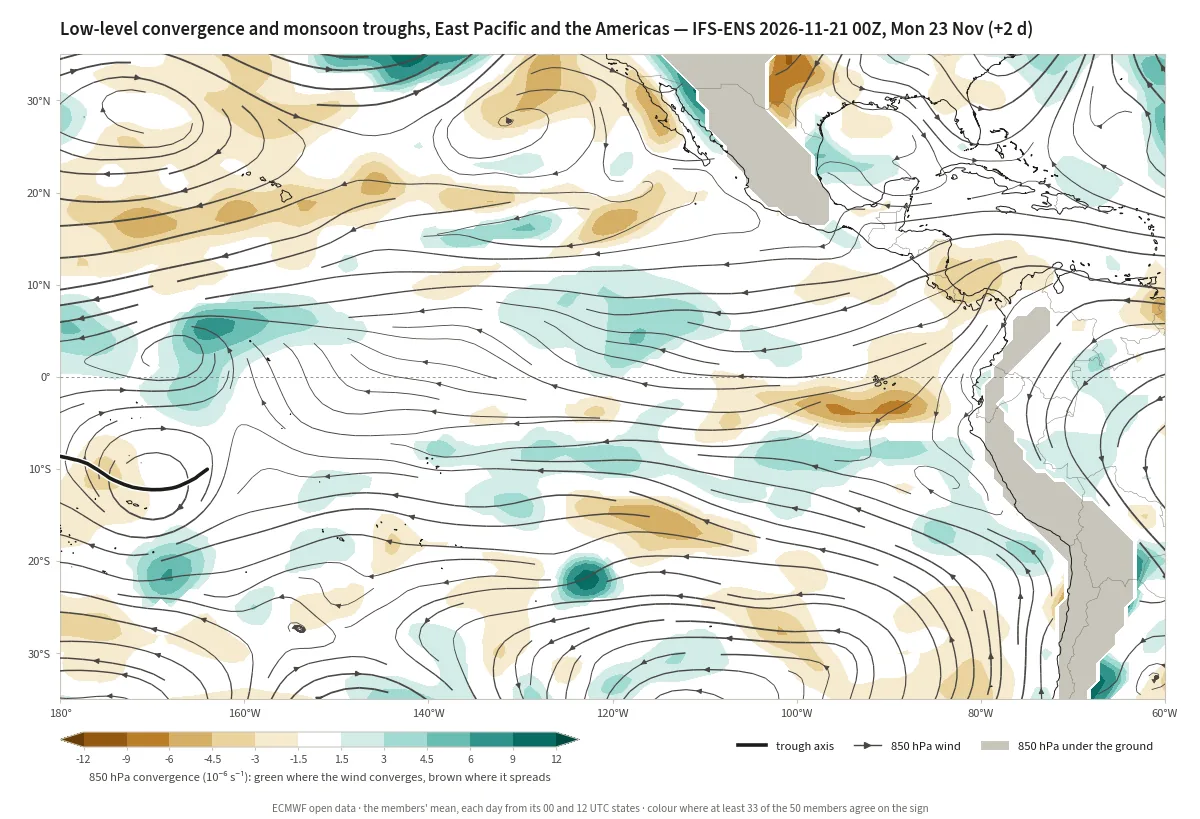 Low-level convergence and monsoon troughs, East Pacific and the Americas — IFS-ENS 2026-11-21 00Z, Mon 23 Nov (+2 d)
30°N
20°N
10°N
0°
10°S
20°S
30°S
180° 160°W 140°W 120°W 100°W 80°W 60°W
-12 -9 -6 -4.5 -3 -1.5 1.5 3 4.5 6 9 12
850 hPa convergence (10⁻⁶ s⁻¹): green where the wind converges, brown where it spreads
trough axis 850 hPa wind 850 hPa under the ground
ECMWF open data · the members' mean, each day from its 00 and 12 UTC states · colour where at least 33 of the 50 members agree on the sign